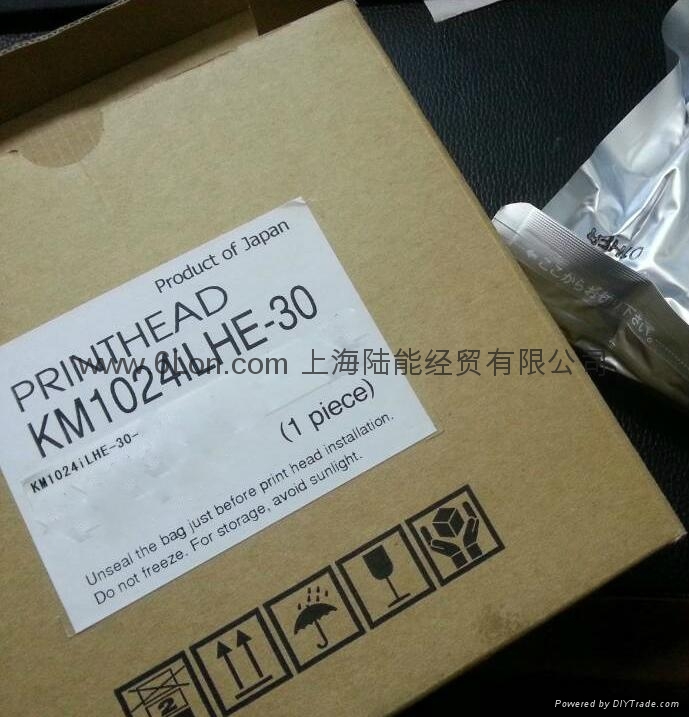 Product of Japan
PRINTHEAD
KM1024iLHE-30
www.6Lon.com 上海陆能经贸有限公司
(1 piece)
KM1024iLHE-30-
Unseal the bag just before print head installation.
Do not freeze. For storage, avoid sunlight.
2
Powered by DIYTrade.com